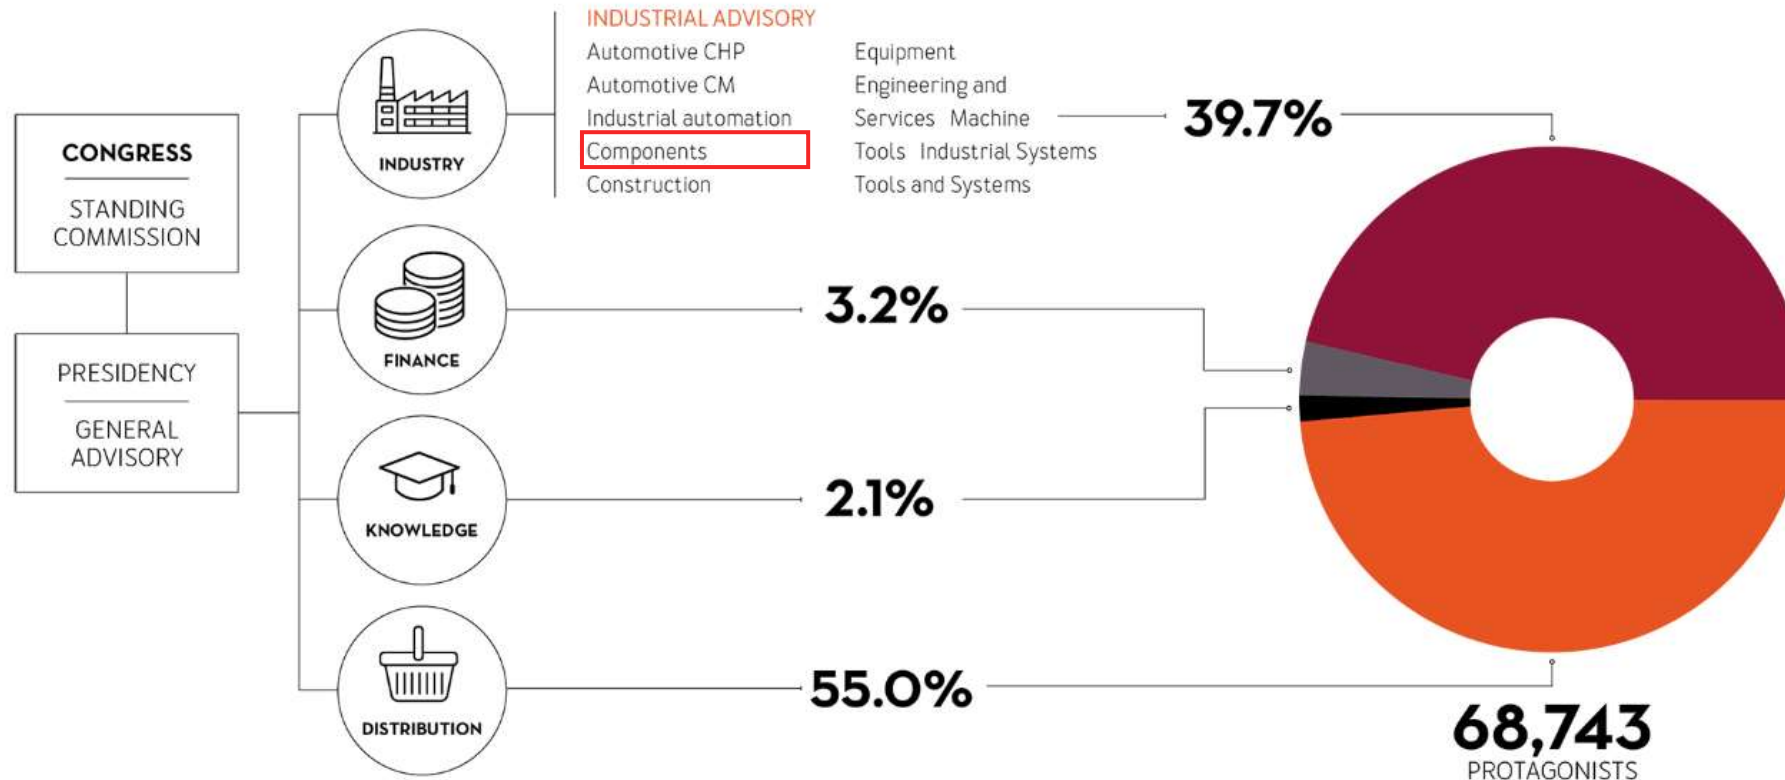 CONGRESS
STANDING
COMMISSION
PRESIDENCY
GENERAL
ADVISORY
INDUSTRY
INDUSTRIAL ADVISORY
Automotive CHP
Automotive CM
Industrial automation
Components
Construction
Equipment
Engineering and
Services Machine
Tools Industrial Systems
Tools and Systems
39.7%
FINANCE
3.2%
KNOWLEDGE
2.1%
DISTRIBUTION
55.0%
68,743
PROTAGONISTS